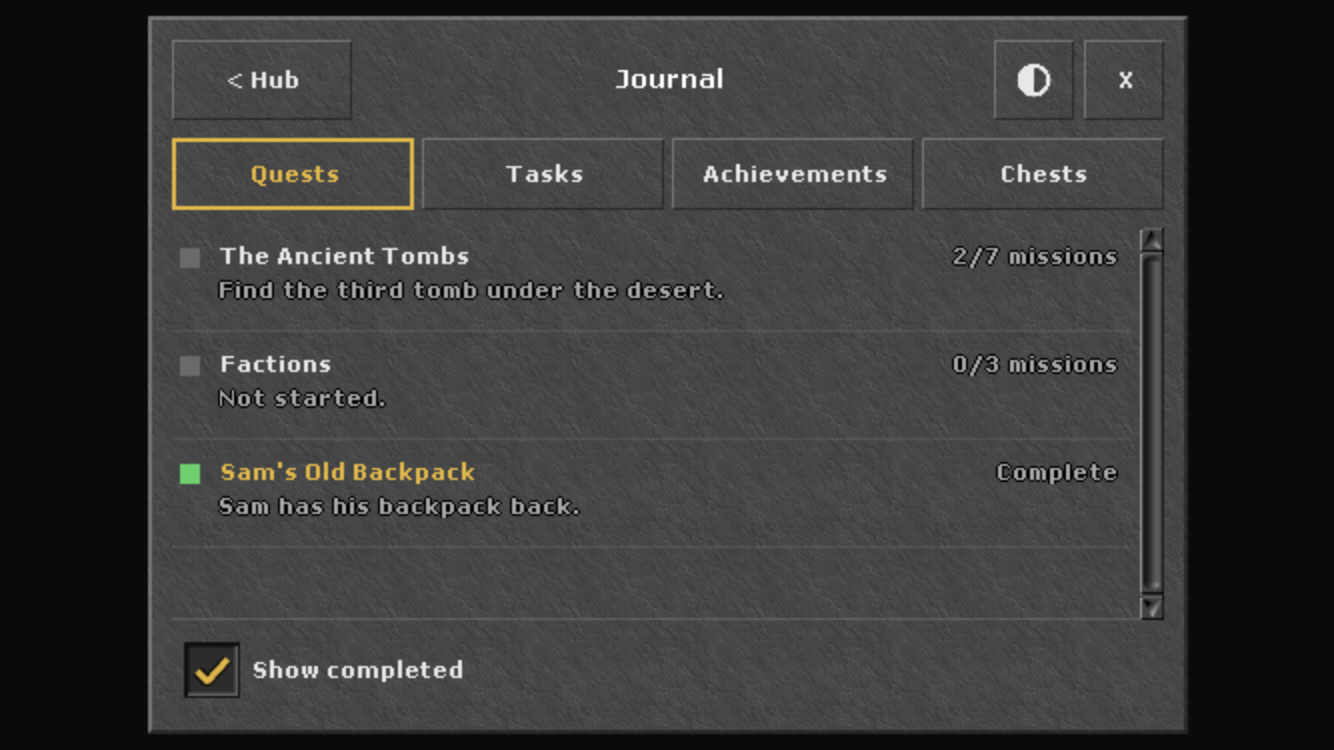 < Hub
Journal
X
Quests
Tasks
Achievements
Chests
The Ancient Tombs
2/7 missions
Find the third tomb under the desert.
Factions
0/3 missions
Not started.
Sam's Old Backpack
Complete
Sam has his backpack back.
Show completed